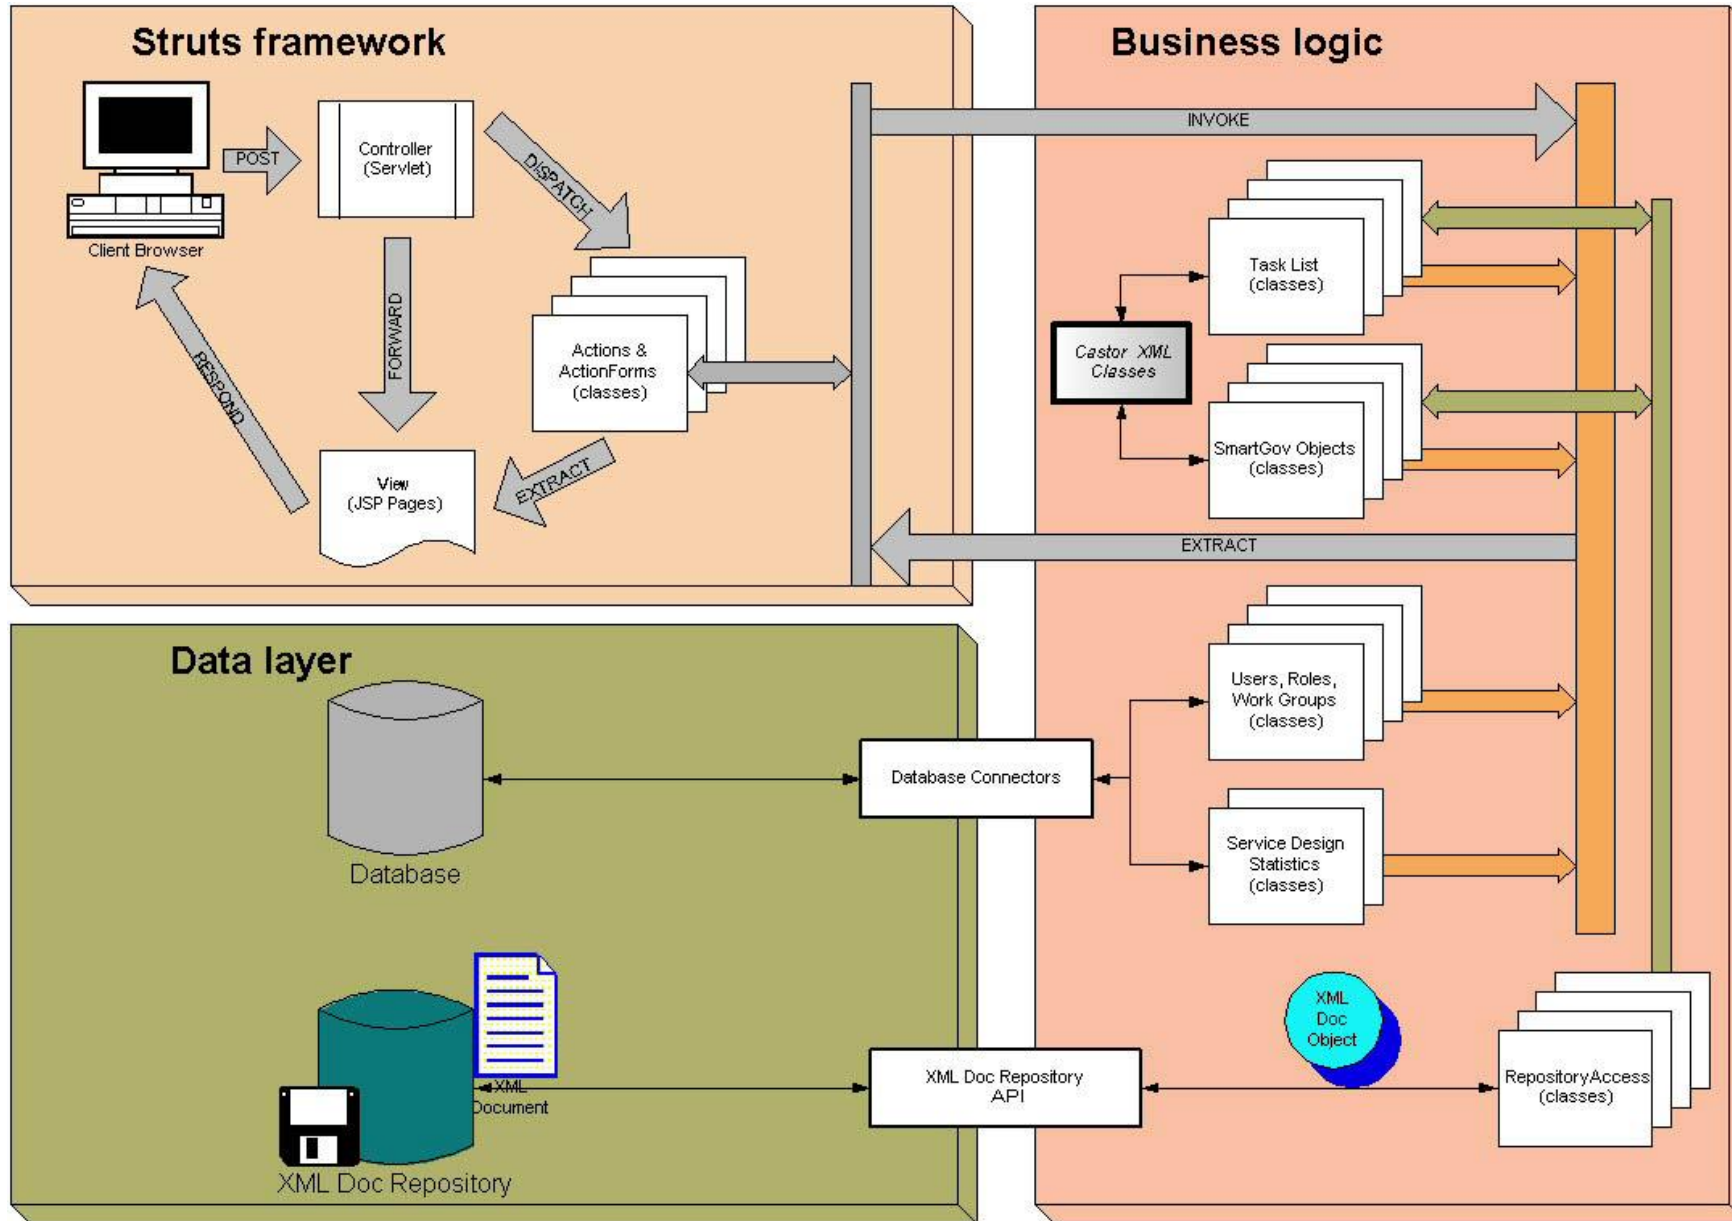 Struts framework
POST
Controller
(Servlet)
DISPATCH
Client Browser
FORWARD
RESPOND
Actions &
ActionForms
(classes)
EXTRACT
View
(JSP Pages)
Business logic
INVOKE
Task List
(classes)
Castor XML
Classes
SmartGov Objects
(classes)
EXTRACT
Users, Roles,
Work Groups
(classes)
Service Design
Statistics
(classes)
XML
Doc
Object
RepositoryAccess
(classes)
Data layer
Database
Database Connectors
XML
Document
XML Doc Repository
API
XML Doc Repository